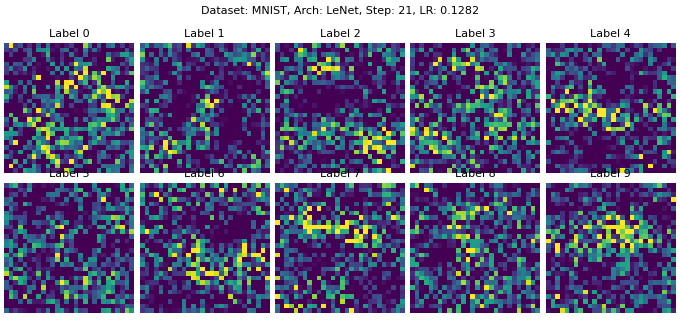 Dataset: MNIST, Arch: LeNet, Step: 21, LR: 0.1282
Label 0 Label 1 Label 2 Label 3 Label 4
Label 5 Label 6 Label 7 Label 8 Label 9